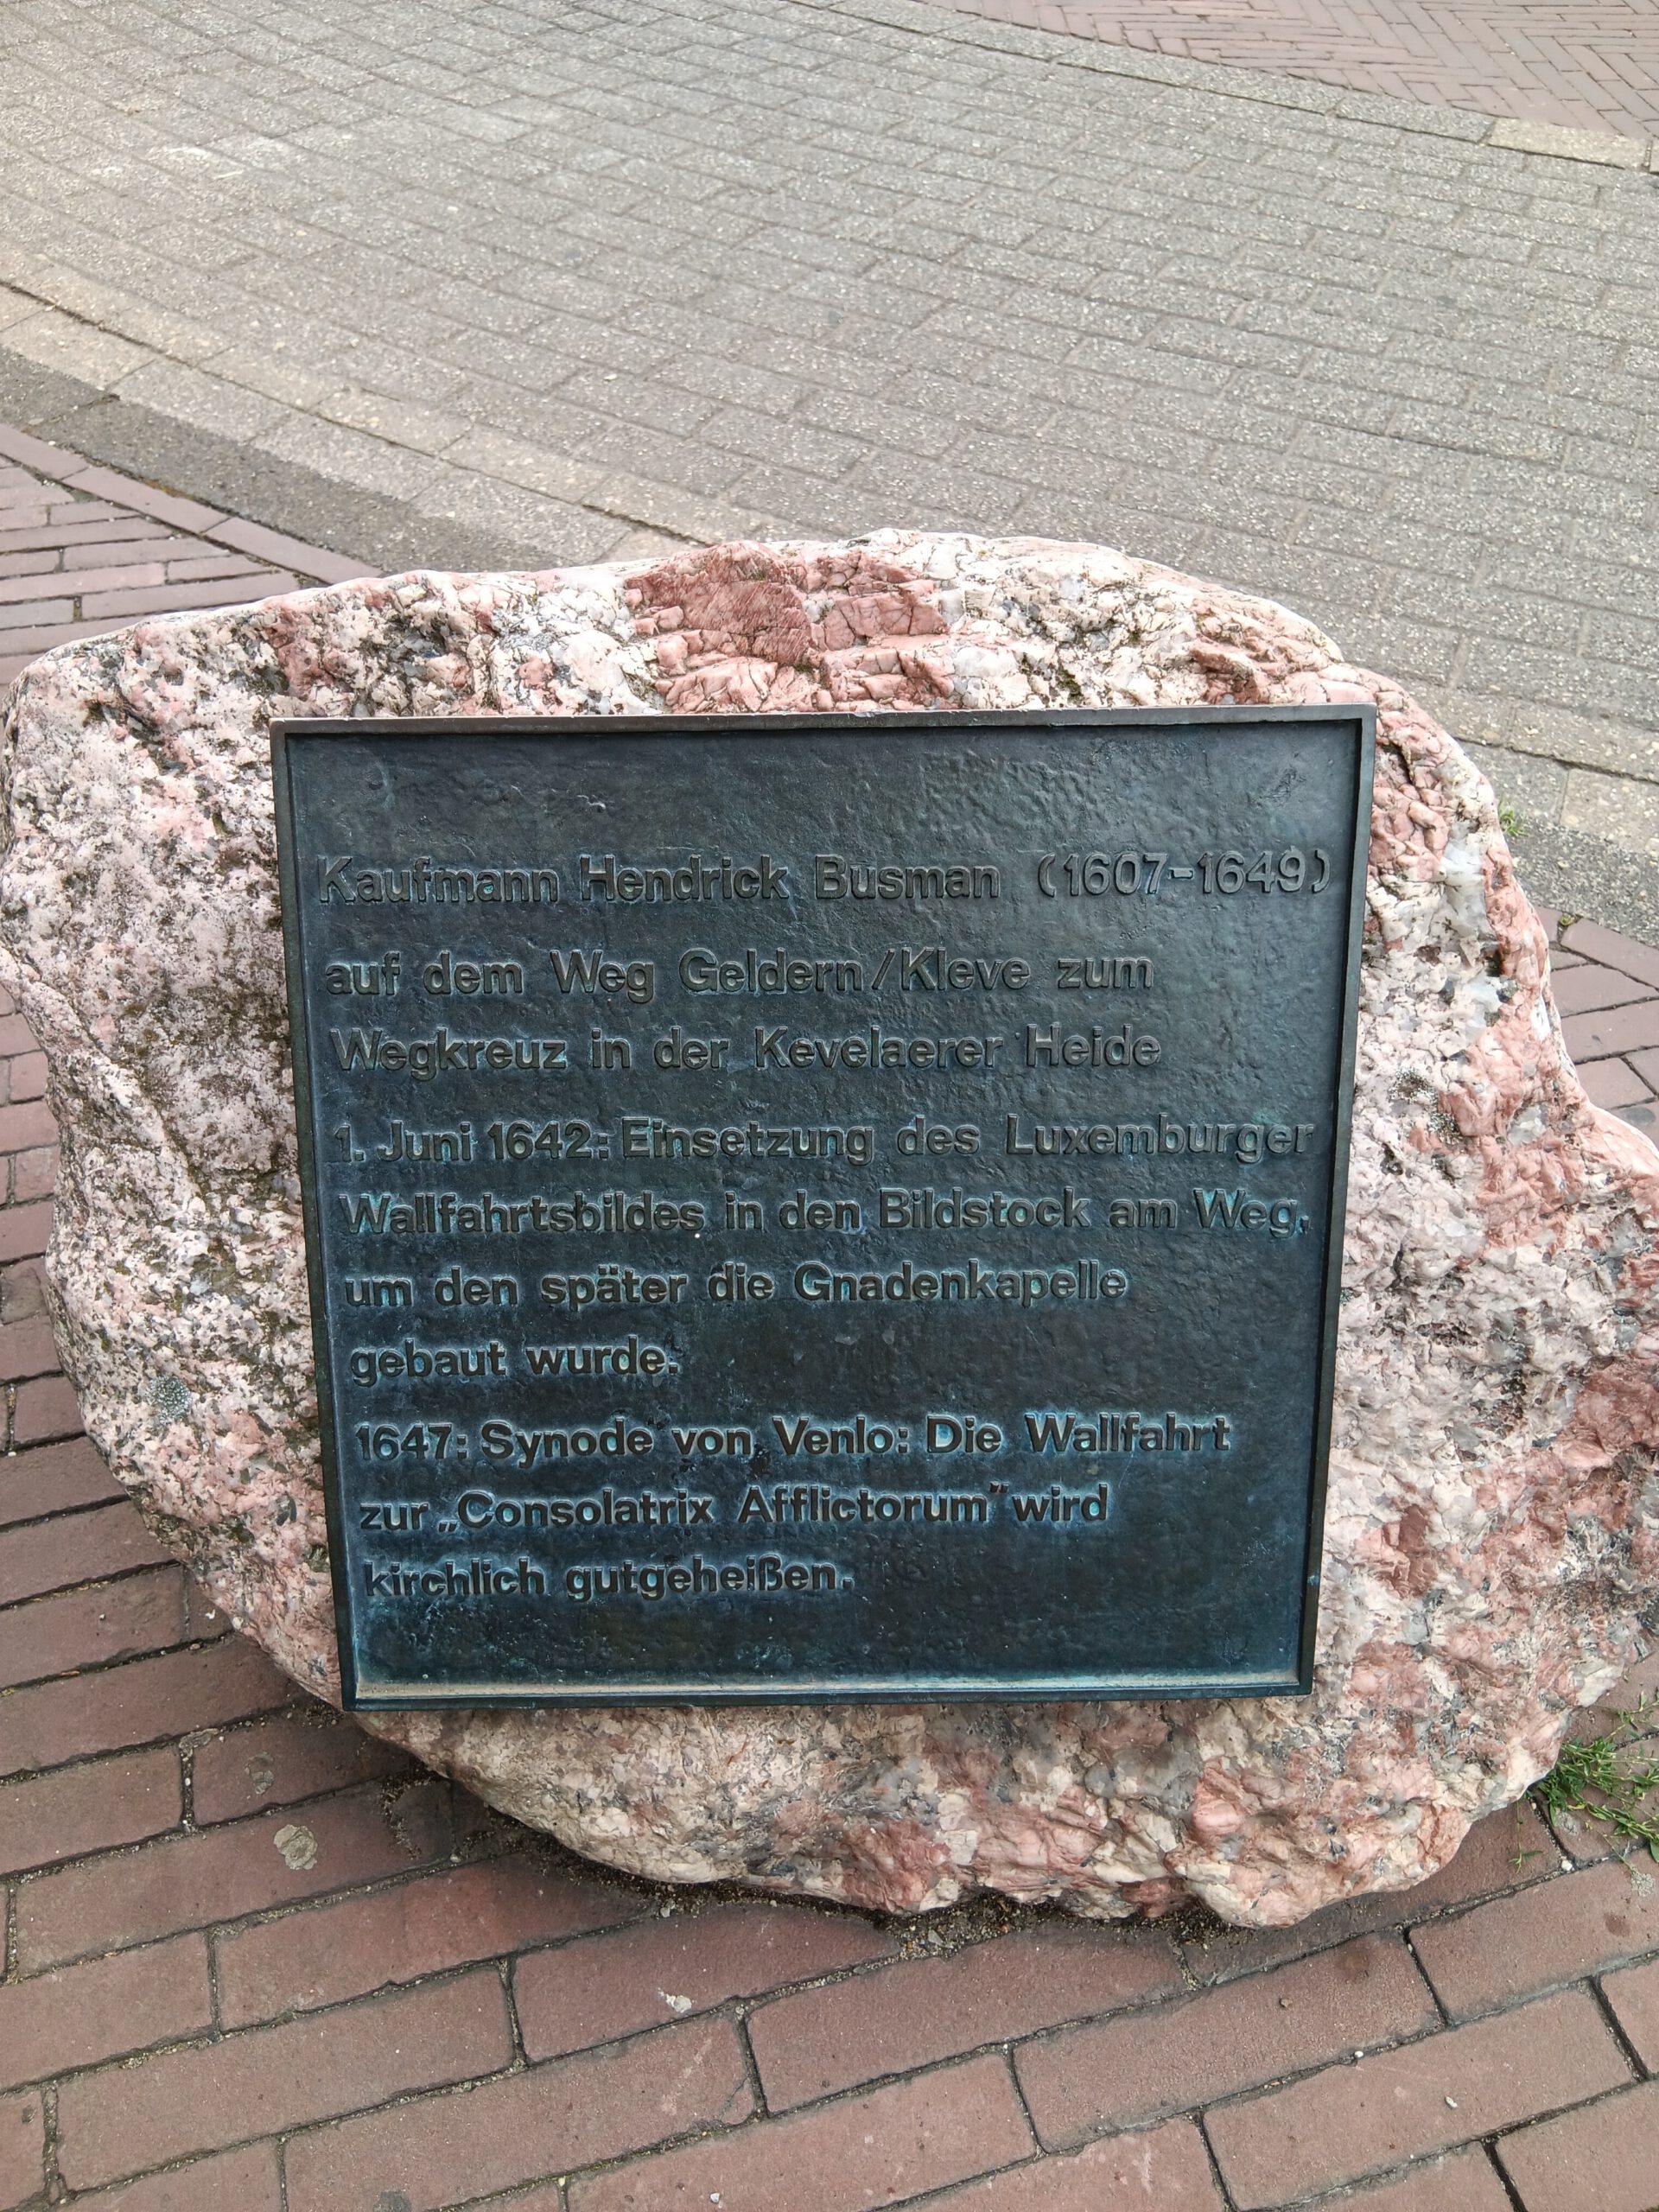 Kaufmann Hendrick Busman (1607-1649)
auf dem Weg Geldern/Kleve zum
Wegkreuz in der Kevelaerer Heide
1. Juni 1642: Einsetzung des Luxemburger
Wallfahrtsbildes in den Bildstock am Weg,
um den später die Gnadenkapelle
gebaut wurde.
1647: Synode von Venlo: Die Wallfahrt
zur „Consolatrix Afflictorum" wird
kirchlich gutgeheißen.